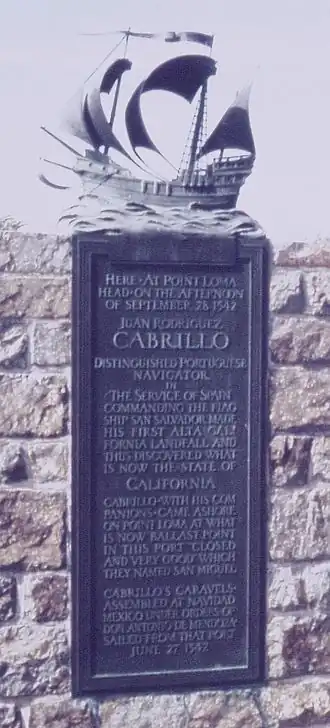 HERE · AT POINT LOMA
HEAD · ON THE AFTERNOON
OF SEPTEMBER 28 1542
JUAN RODRIGUEZ
CABRILLO
DISTINGUISHED PORTUGUESE
NAVIGATOR
IN
THE SERVICE OF SPAIN
COMMANDING THE FLAG
SHIP SAN SALVADOR MADE
HIS FIRST ALTA CALI-
FORNIA LANDFALL AND
THUS DISCOVERED WHAT
IS NOW THE STATE OF
CALIFORNIA
CABRILLO · WITH HIS COM
PANIONS · CAME ASHORE
ON POINT LOMA AT WHAT
IS NOW BALLAST POINT
IN THIS PORT "CLOSED
AND VERY GOOD" WHICH
THEY NAMED SAN MIGUEL
CABRILLO'S CARAVELS·
ASSEMBLED AT NAVIDAD
MEXICO UNDER ORDERS OF
DON ANTONIO DE MENDOZA
SAILED FROM THAT PORT
JUNE 27 1542